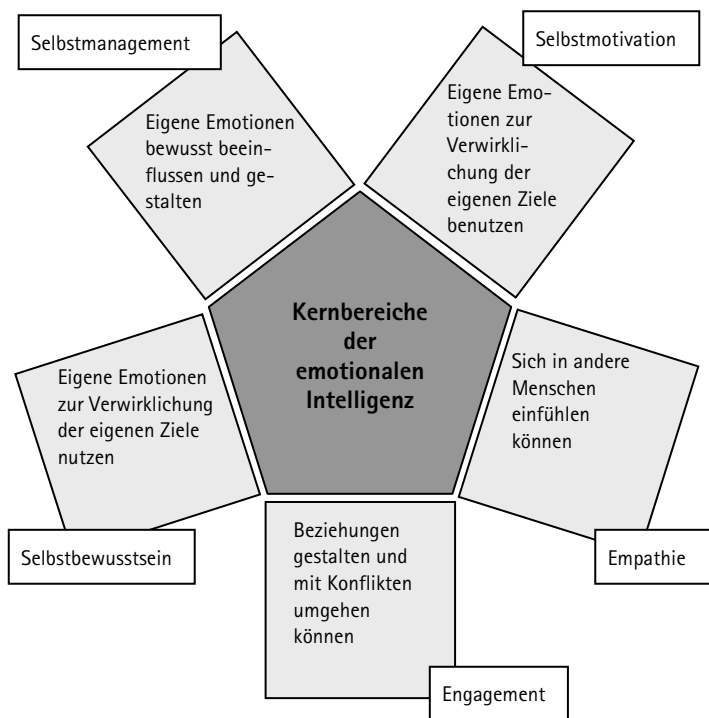 Selbstmanagement
Eigene Emotionen
bewusst beein-
flussen und ge-
stalten
Selbstmotivation
Eigene Emo-
tionen zur
Verwirkli-
chung der
eigenen Ziele
benutzen
Kernbereiche
der
emotionalen
Intelligenz
Eigene Emotionen
zur Verwirklichung
der eigenen Ziele
nutzen
Selbstbewusstsein
Sich in andere
Menschen
einfühlen
können
Empathie
Beziehungen
gestalten und
mit Konflikten
umgehen
können
Engagement